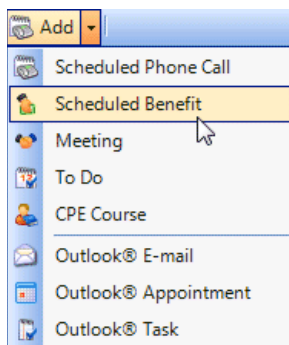 Add
Scheduled Phone Call
Scheduled Benefit
Meeting
To Do
CPE Course
Outlook® E-mail
Outlook® Appointment
Outlook® Task